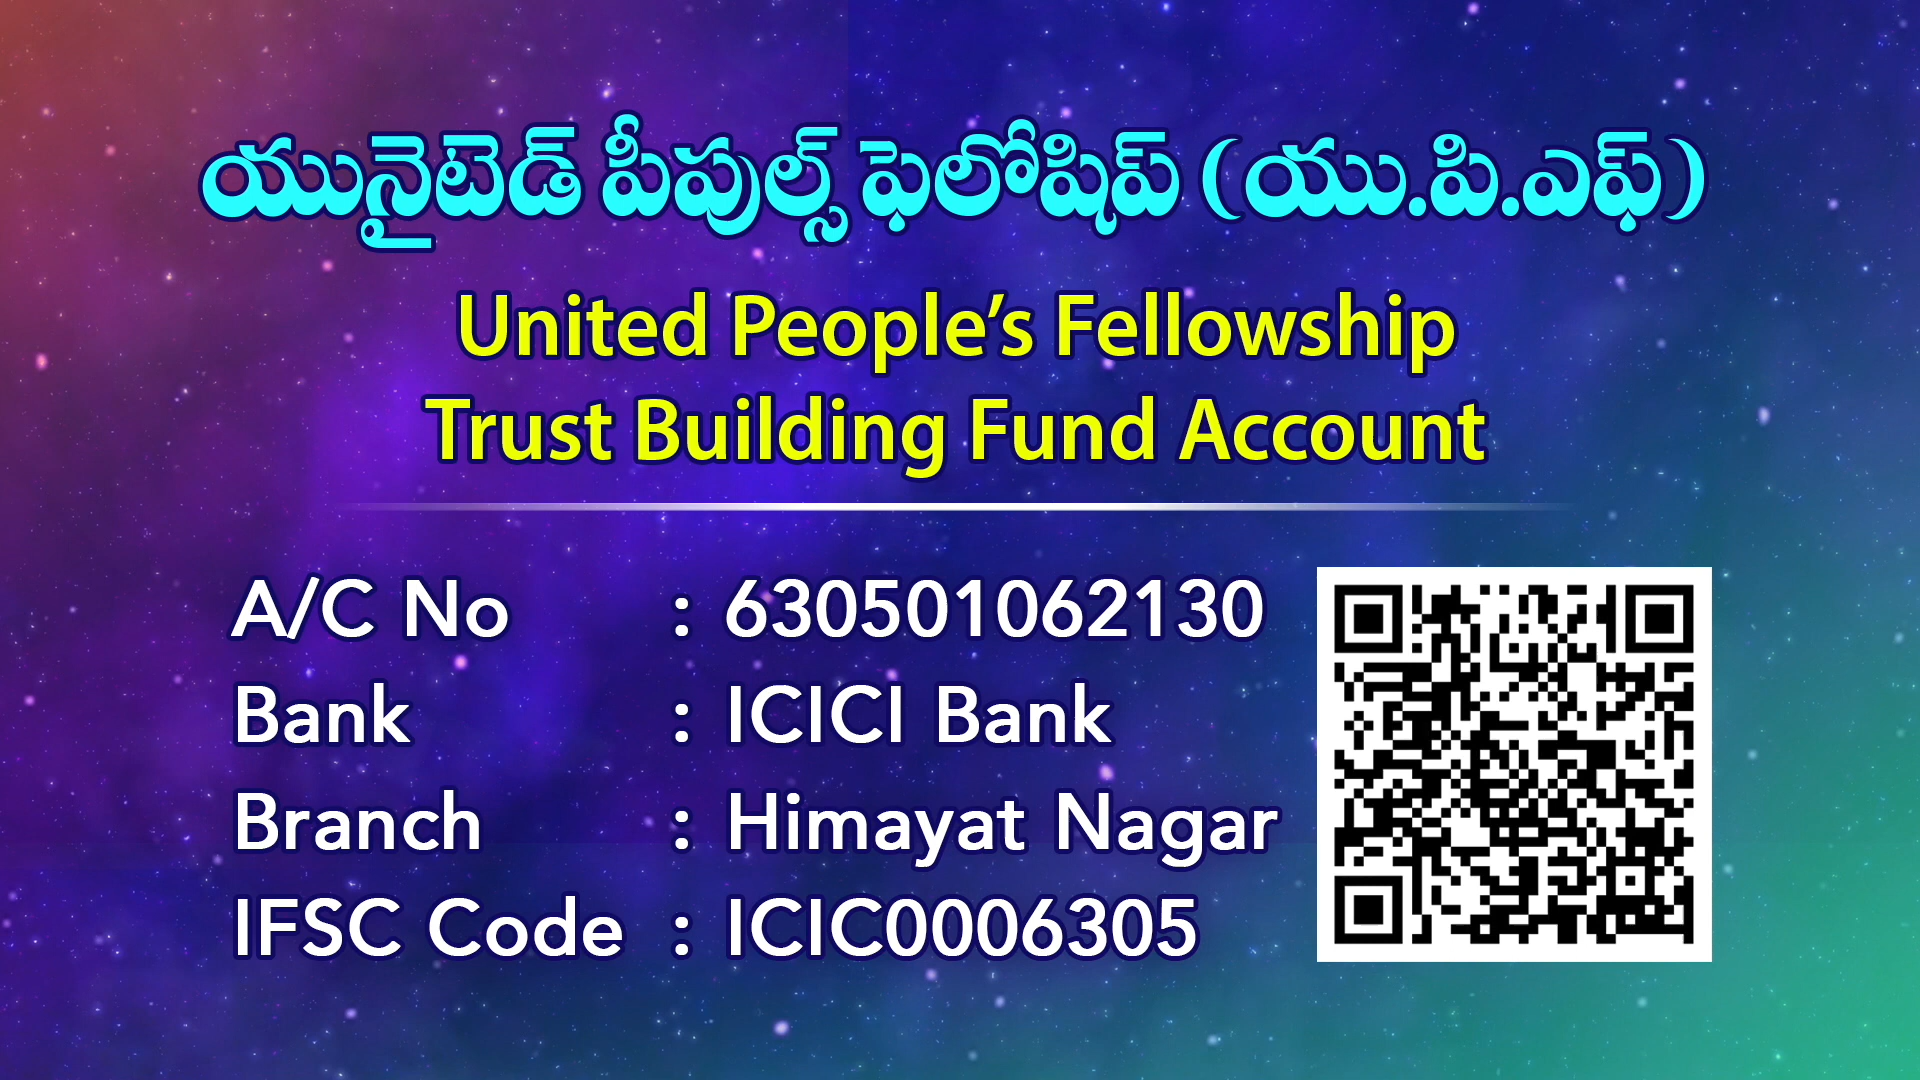 యునైటెడ్ పీపుల్స్ ఫెలోషిప్ (యు.పి.ఎఫ్)
United People’s Fellowship
Trust Building Fund Account
A/C No : 630501062130
Bank : ICICI Bank
Branch : Himayat Nagar
IFSC Code : ICIC0006305